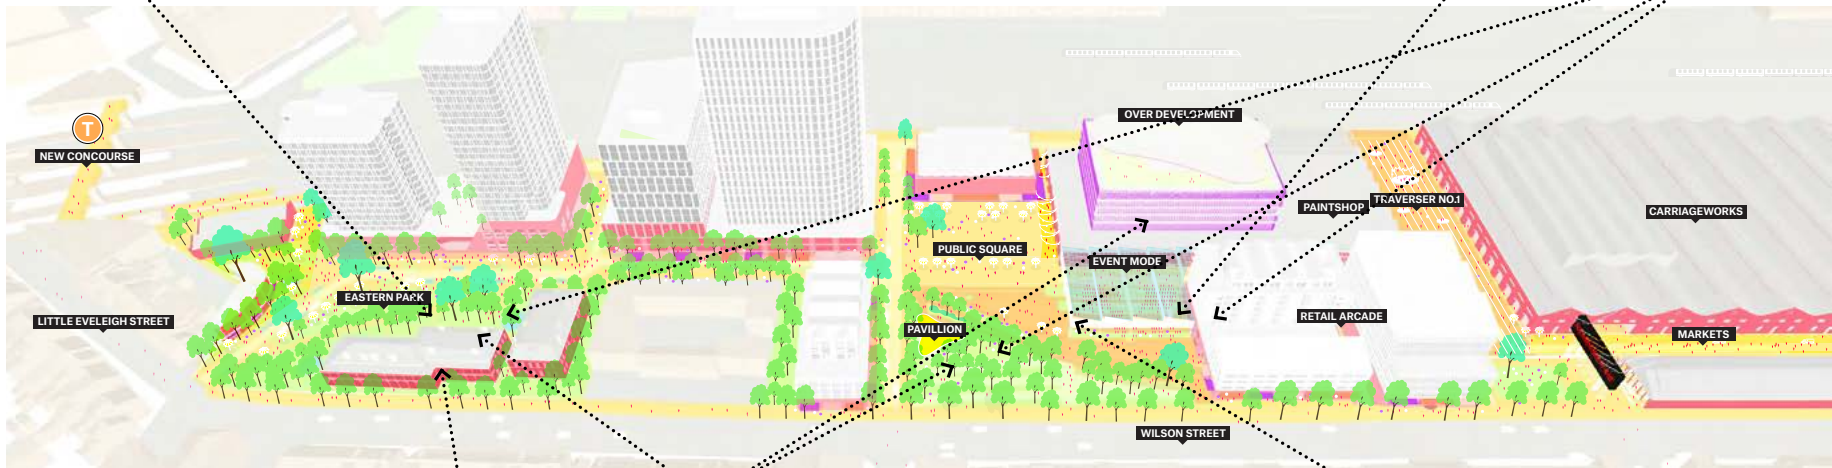 OVER DEVELOPMENT
T
NEW CONCOURSE
PAINTSHOP
TRAVERSER NO.1
CARRIAGEWORKS
PUBLIC SQUARE
EVENT MODE
EASTERN PARK
LITTLE EVELEIGH STREET
PAVILLION
RETAIL ARCADE
MARKETS
WILSON STREET